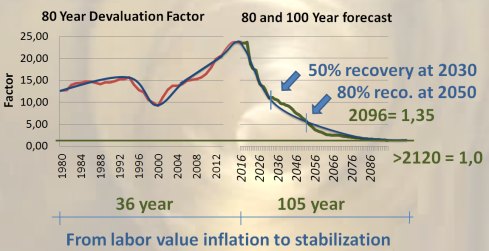 80 Year Devaluation Factor
80 and 100 Year forecast
Factor
25,00
20,00
15,00
10,00
5,00
0,00
50% recovery at 2030
80% reco. at 2050
2096= 1,35
>2120 = 1,0
1980 1984 1988 1992 1996 2000 2004 2008 2012 2016 2026 2036 2046 2056 2066 2076 2086
36 year
105 year
From labor value inflation to stabilization